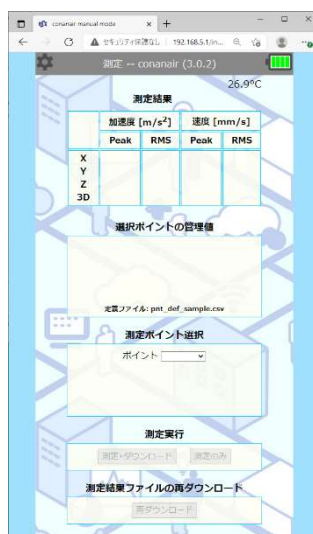 conanair manual mode
セキュリティ保護なし 192.168.5.1/m...
測定 -- conanair (3.0.2)
26.9°C
測定結果
加速度 [m/s²] 速度 [mm/s]
Peak RMS Peak RMS
X
Y
Z
3D
選択ポイントの管理値
定義ファイル: pnt_def_sample.csv
測定ポイント選択
ポイント
測定実行
測定+ダウンロード 測定のみ
測定結果ファイルの再ダウンロード
再ダウンロード